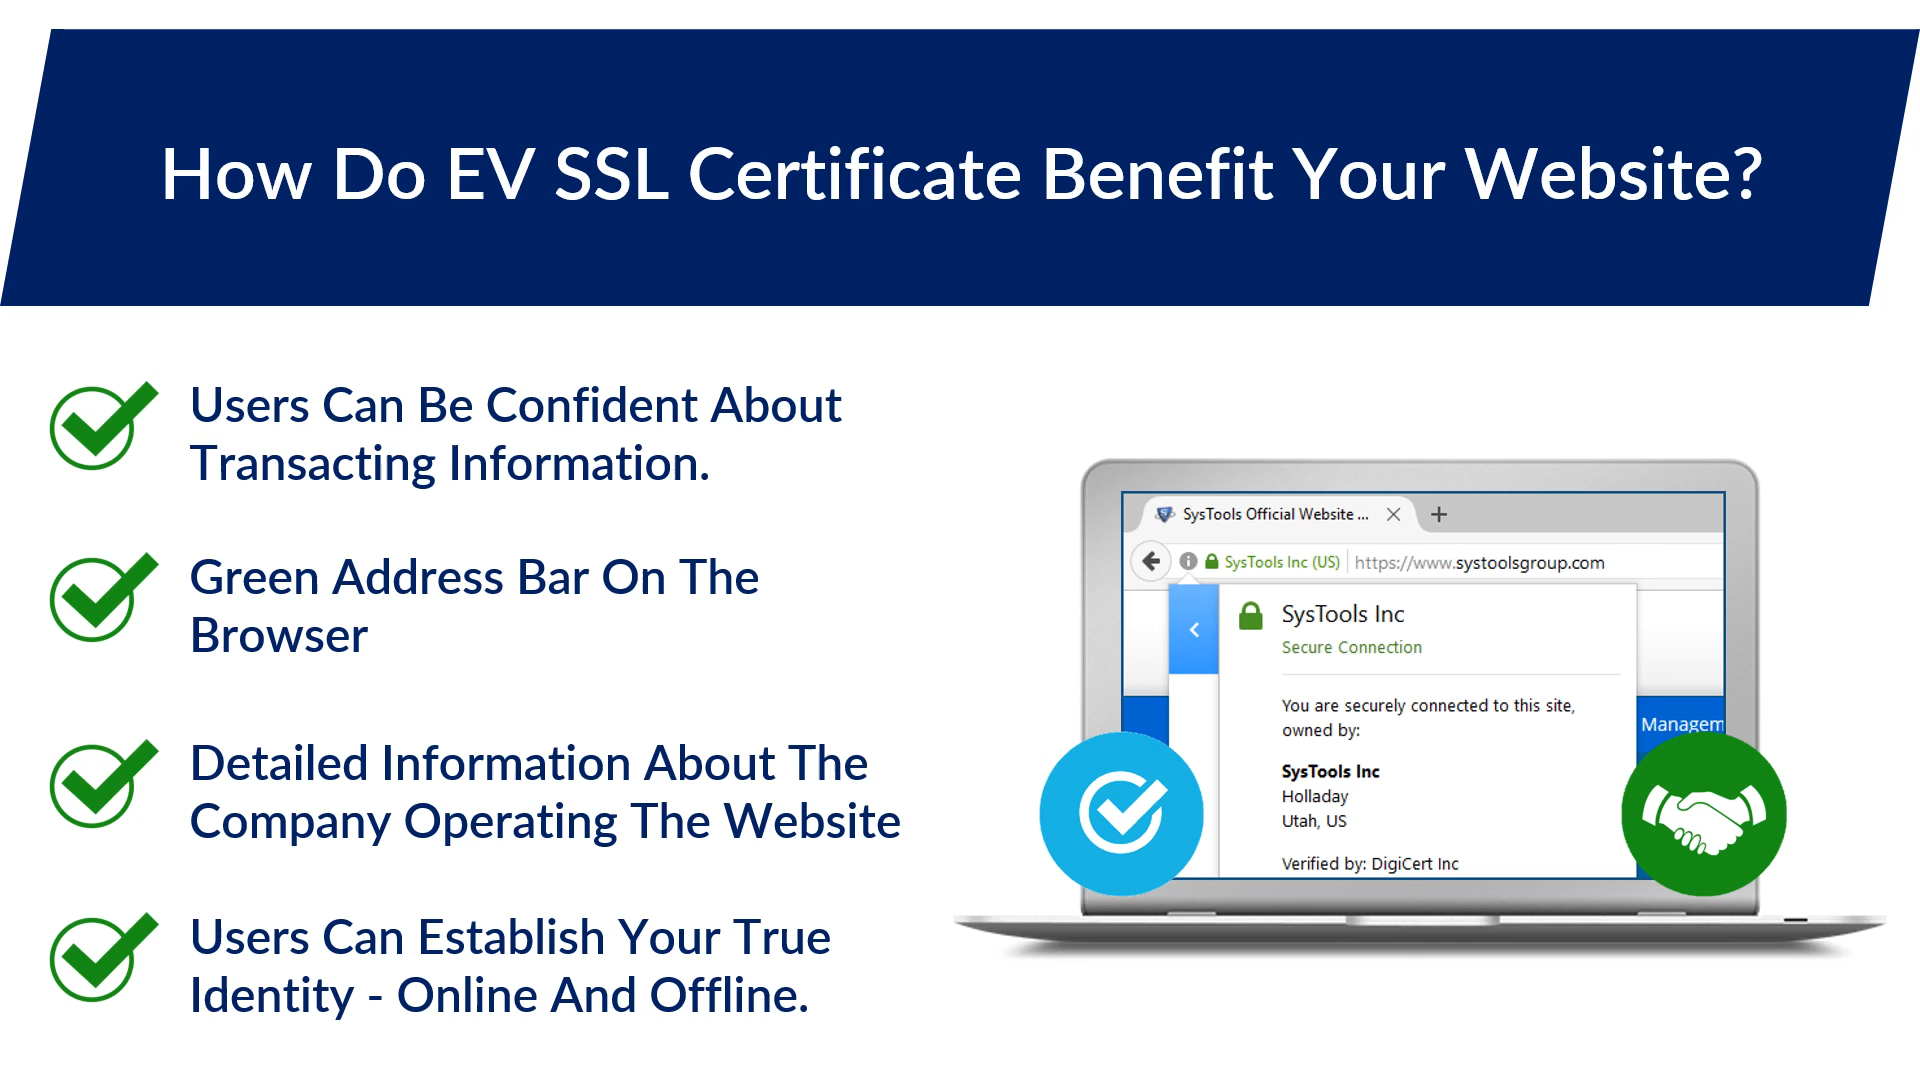 How Do EV SSL Certificate Benefit Your Website?
Users Can Be Confident About
Transacting Information.
Green Address Bar On The
Browser
Detailed Information About The
Company Operating The Website
Users Can Establish Your True
Identity - Online And Offline.
SysTools Official Website ...
SysTools Inc (US) https://www.systoolsgroup.com
SysTools Inc
Secure Connection
You are securely connected to this site,
owned by:
Managem
SysTools Inc
Holladay
Utah, US
Verified by: DigiCert Inc